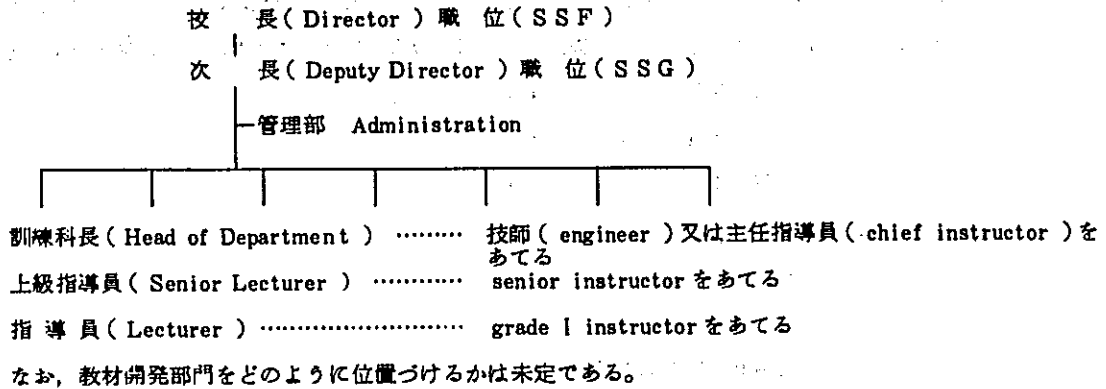 校　長( Director ) 職　位( S S F )
次　長( Deputy Director ) 職　位( S S G )
管理部　Administration
訓練科長( Head of Department ) ……… 技師( engineer )又は主任指導員( chief instructor )を
あてる
上級指導員( Senior Lecturer ) ………… senior instructor をあてる
指 導 員( Lecturer ) ……………………… grade I instructor をあてる
なお，教材開発部門をどのように位置づけるかは未定である。